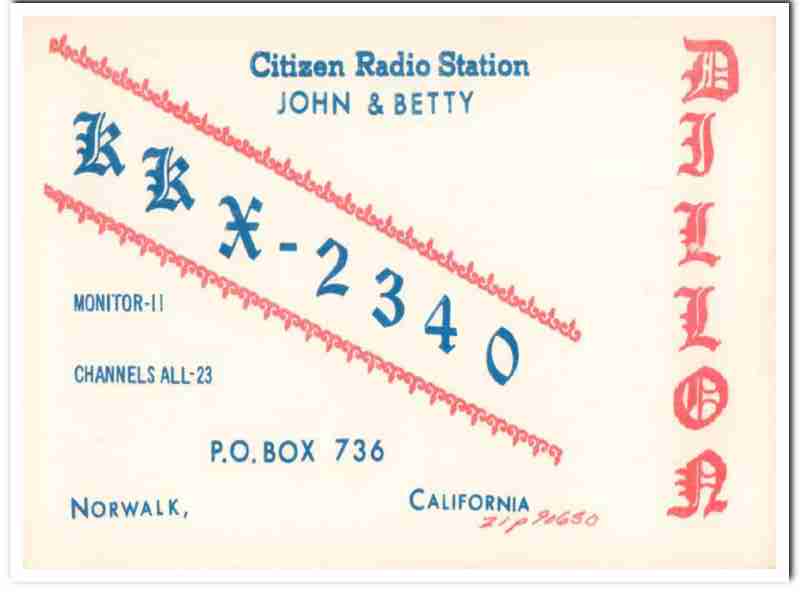 Citizen Radio Station
JOHN & BETTY
DILLON
KKX-2340
MONITOR-11
CHANNELS ALL-23
P.O. BOX 736
NORWALK, CALIFORNIA
zip 90650